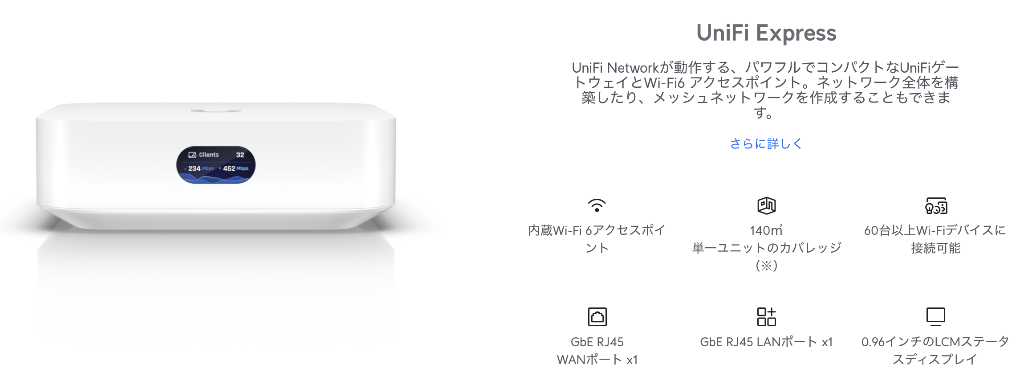 UniFi Express
UniFi Networkが動作する、パワフルでコンパクトなUniFiゲー
トウェイとWi-Fi6 アクセスポイント。ネットワーク全体を構
築したり、メッシュネットワークを作成することもできま
す。
さらに詳しく
Clients 32
234 Mbps 452 Mbps
内蔵Wi-Fi 6アクセスポイ
ント
140㎡
単一ユニットのカバレッジ
（※）
60台以上Wi-Fiデバイスに
接続可能
GbE RJ45
WANポート x1
GbE RJ45 LANポート x1
0.96インチのLCMステータ
スディスプレイ